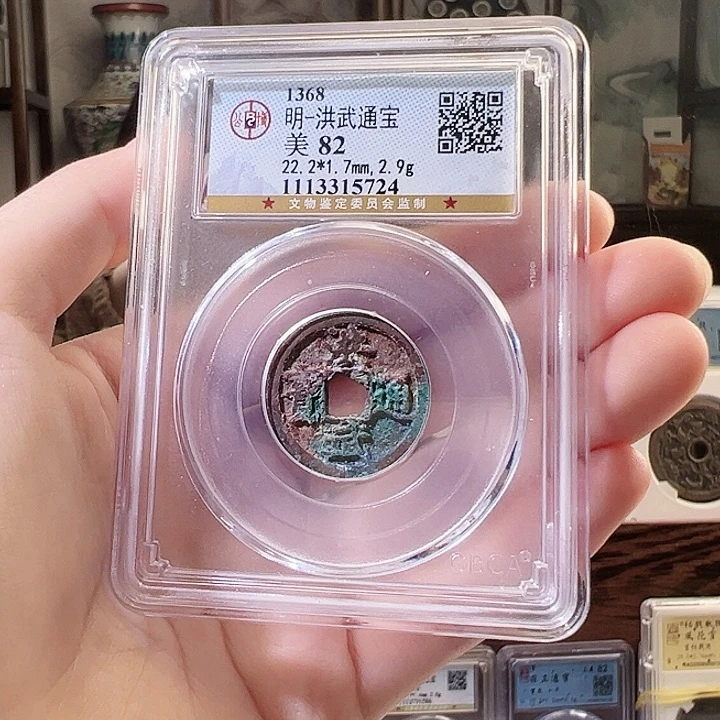 1368
明-洪武通宝
美 82
22.2*1.7mm, 2.9g
1113315724
★ 文物鉴定委员会监制 ★